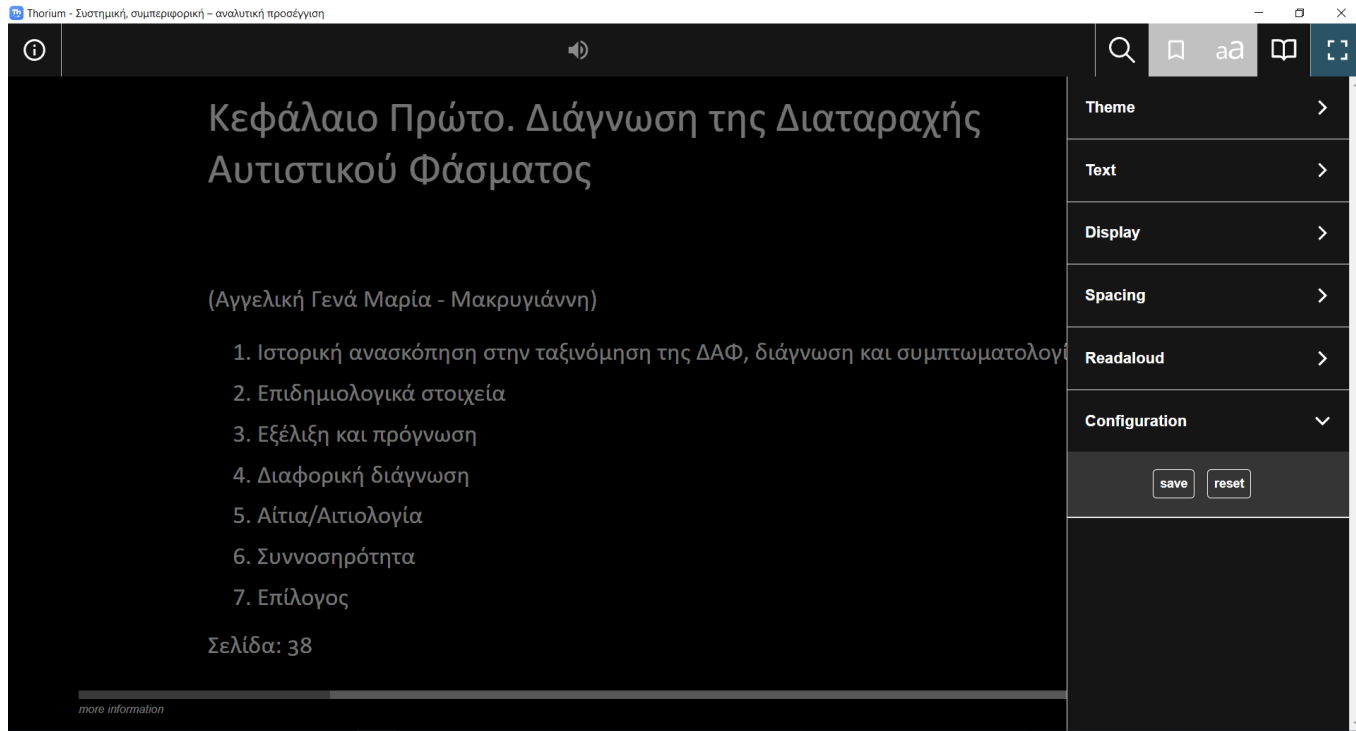 Thorium - Συστημική, συμπεριφορική – αναλυτική προσέγγιση
aa
Κεφάλαιο Πρώτο. Διάγνωση της Διαταραχής
Αυτιστικού Φάσματος
(Αγγελική Γενά Μαρία - Μακρυγιάννη)
1. Ιστορική ανασκόπηση στην ταξινόμηση της ΔΑΦ, διάγνωση και συμπτωματολογί
2. Επιδημιολογικά στοιχεία
3. Εξέλιξη και πρόγνωση
4. Διαφορική διάγνωση
5. Αίτια/Αιτιολογία
6. Συννοσηρότητα
7. Επίλογος
Σελίδα: 38
more information
Theme
Text
Display
Spacing
Readaloud
Configuration
save reset